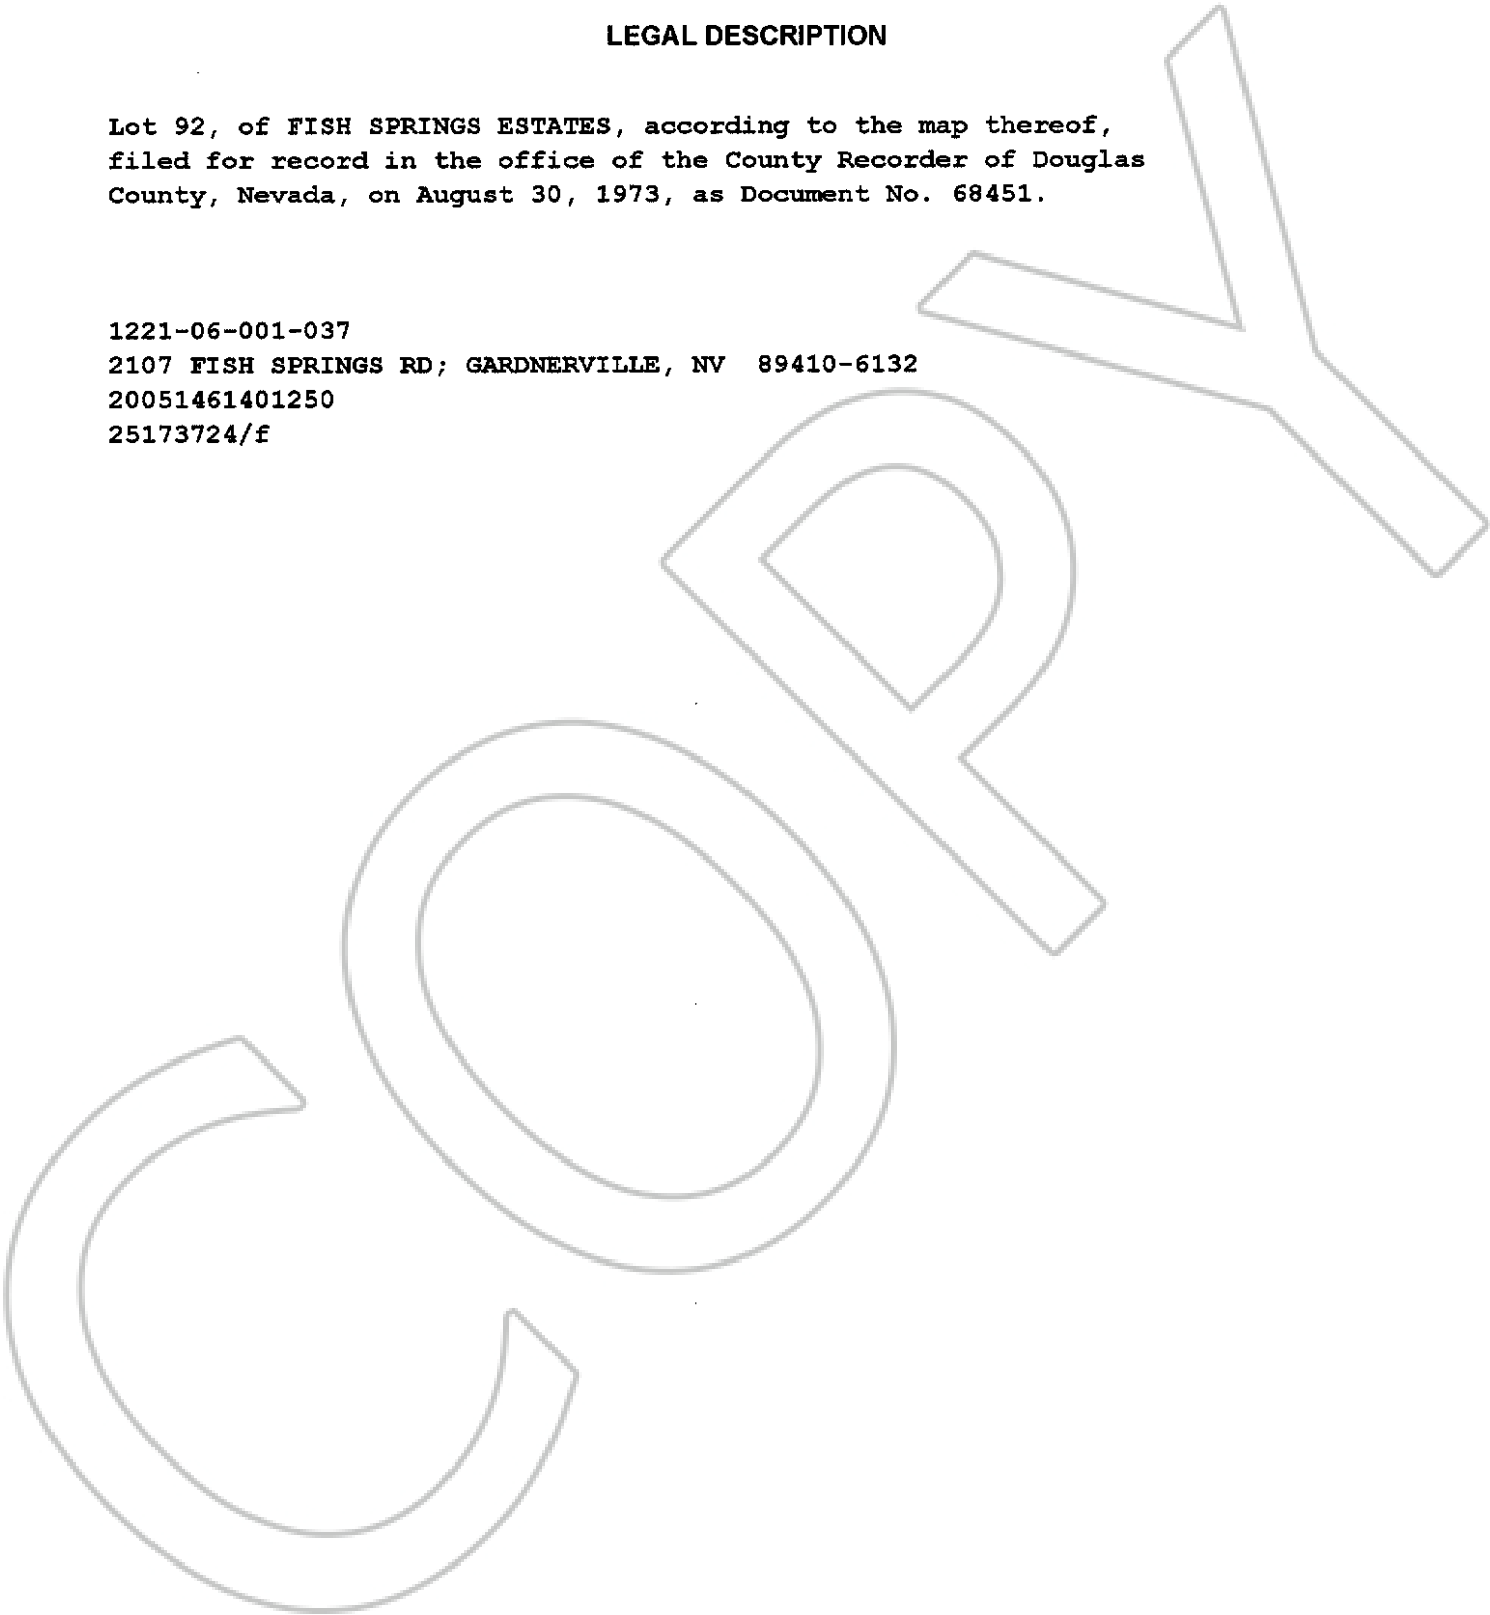 LEGAL DESCRIPTION
Lot 92, of FISH SPRINGS ESTATES, according to the map thereof,
filed for record in the office of the County Recorder of Douglas
County, Nevada, on August 30, 1973, as Document No. 68451.
1221-06-001-037
2107 FISH SPRINGS RD; GARDNERVILLE, NV  89410-6132
20051461401250
25173724/f
COPY